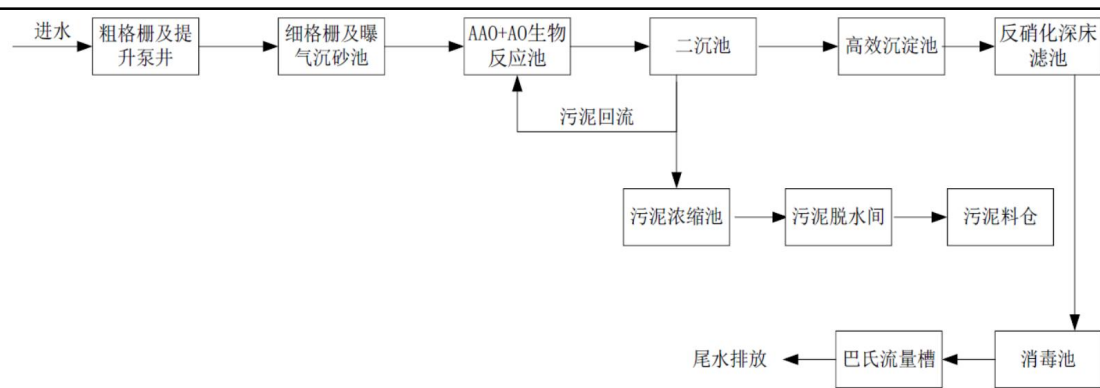 进水
粗格栅及提
升泵井
细格栅及曝
气沉砂池
AAO+AO生物
反应池
二沉池
高效沉淀池
反硝化深床
滤池
污泥回流
污泥浓缩池
污泥脱水间
污泥料仓
尾水排放
巴氏流量槽
消毒池